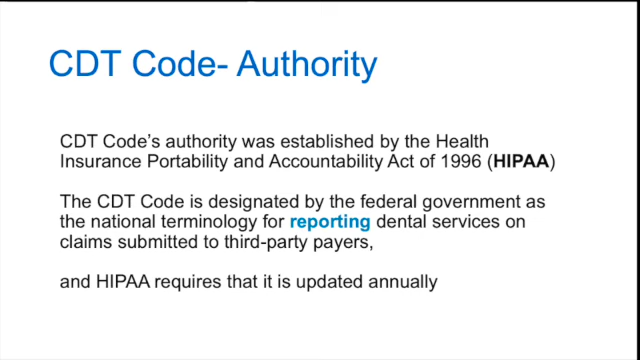 CDT Code- Authority
CDT Code's authority was established by the Health
Insurance Portability and Accountability Act of 1996 (HIPAA)
The CDT Code is designated by the federal government as
the national terminology for reporting dental services on
claims submitted to third-party payers,
and HIPAA requires that it is updated annually